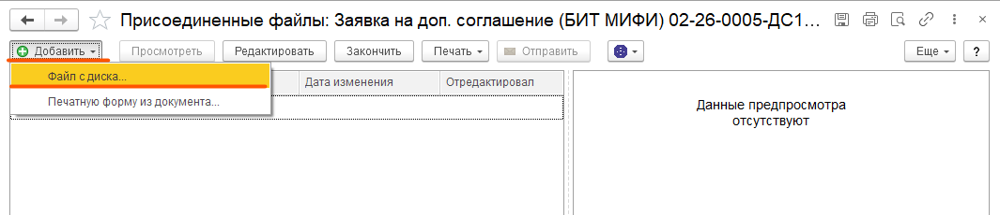 Присоединенные файлы: Заявка на доп. соглашение (БИТ МИФИ) 02-26-0005-ДС1...
Добавить Просмотреть Редактировать Закончить Печать Отправить Еще ?
Файл с диска...
Дата изменения Отредактировал
Печатную форму из документа...
Данные предпросмотра
отсутствуют